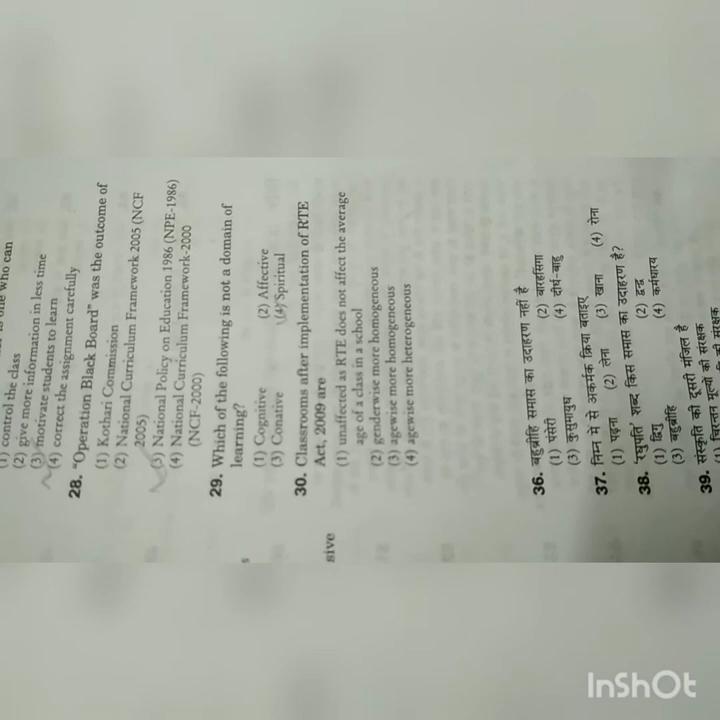 (1) control the class
(2) give more information in less time
(3) motivate students to learn
(4) correct the assignment carefully
28. "Operation Black Board" was the outcome of
(1) Kothari Commission
(2) National Curriculum Framework 2005 (NCF
2005)
(3) National Policy on Education 1986 (NPE-1986)
(4) National Curriculum Framework-2000
(NCF-2000)
29. Which of the following is not a domain of
learning?
(1) Cognitive (2) Affective
(3) Conative (4) Spiritual
30. Classrooms after implementation of RTE
Act, 2009 are
(1) unaffected as RTE does not affect the average
age of a class in a school
(2) genderwise more homogeneous
(3) agewise more homogeneous
(4) agewise more heterogeneous
sive
36. बहुब्रीहि समास का उदाहरण नहीं है
(1) पंसेरी (2) बारहसिंगा
(3) कुसुमायुध (4) दीर्घ-बाहु
37. निम्न में से अकर्मक क्रिया बताइए
(1) पढ़ना (2) लेना (3) खाना (4) रोना
38. 'रघुपति' शब्द किस समास का उदाहरण है?
(1) द्विगु (2) द्वन्द्व
(3) बहुब्रीहि (4) कर्मधारय
39. संस्कृति की दूसरी मंजिल है
(1) चिरन्तन मूल्यों की संरक्षक
InShOt